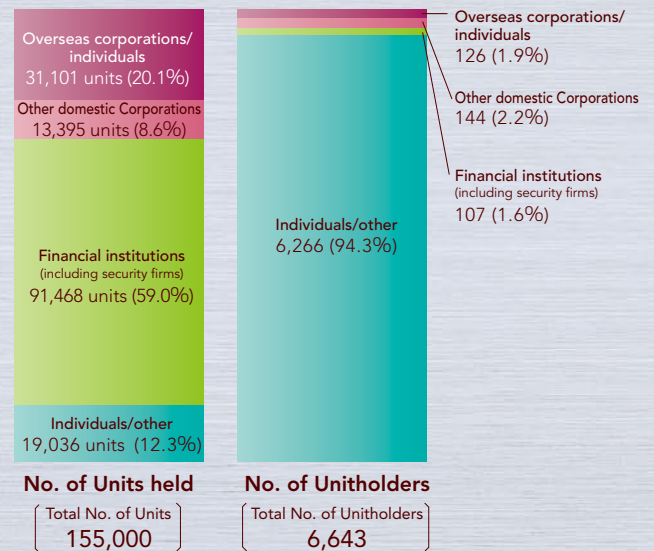 Overseas corporations/
individuals
31,101 units (20.1%)
Other domestic Corporations
13,395 units (8.6%)
Financial institutions
(including security firms)
91,468 units (59.0%)
Individuals/other
19,036 units (12.3%)
No. of Units held
Total No. of Units
155,000
Individuals/other
6,266 (94.3%)
No. of Unitholders
Total No. of Unitholders
6,643
Overseas corporations/
individuals
126 (1.9%)
Other domestic Corporations
144 (2.2%)
Financial institutions
(including security firms)
107 (1.6%)